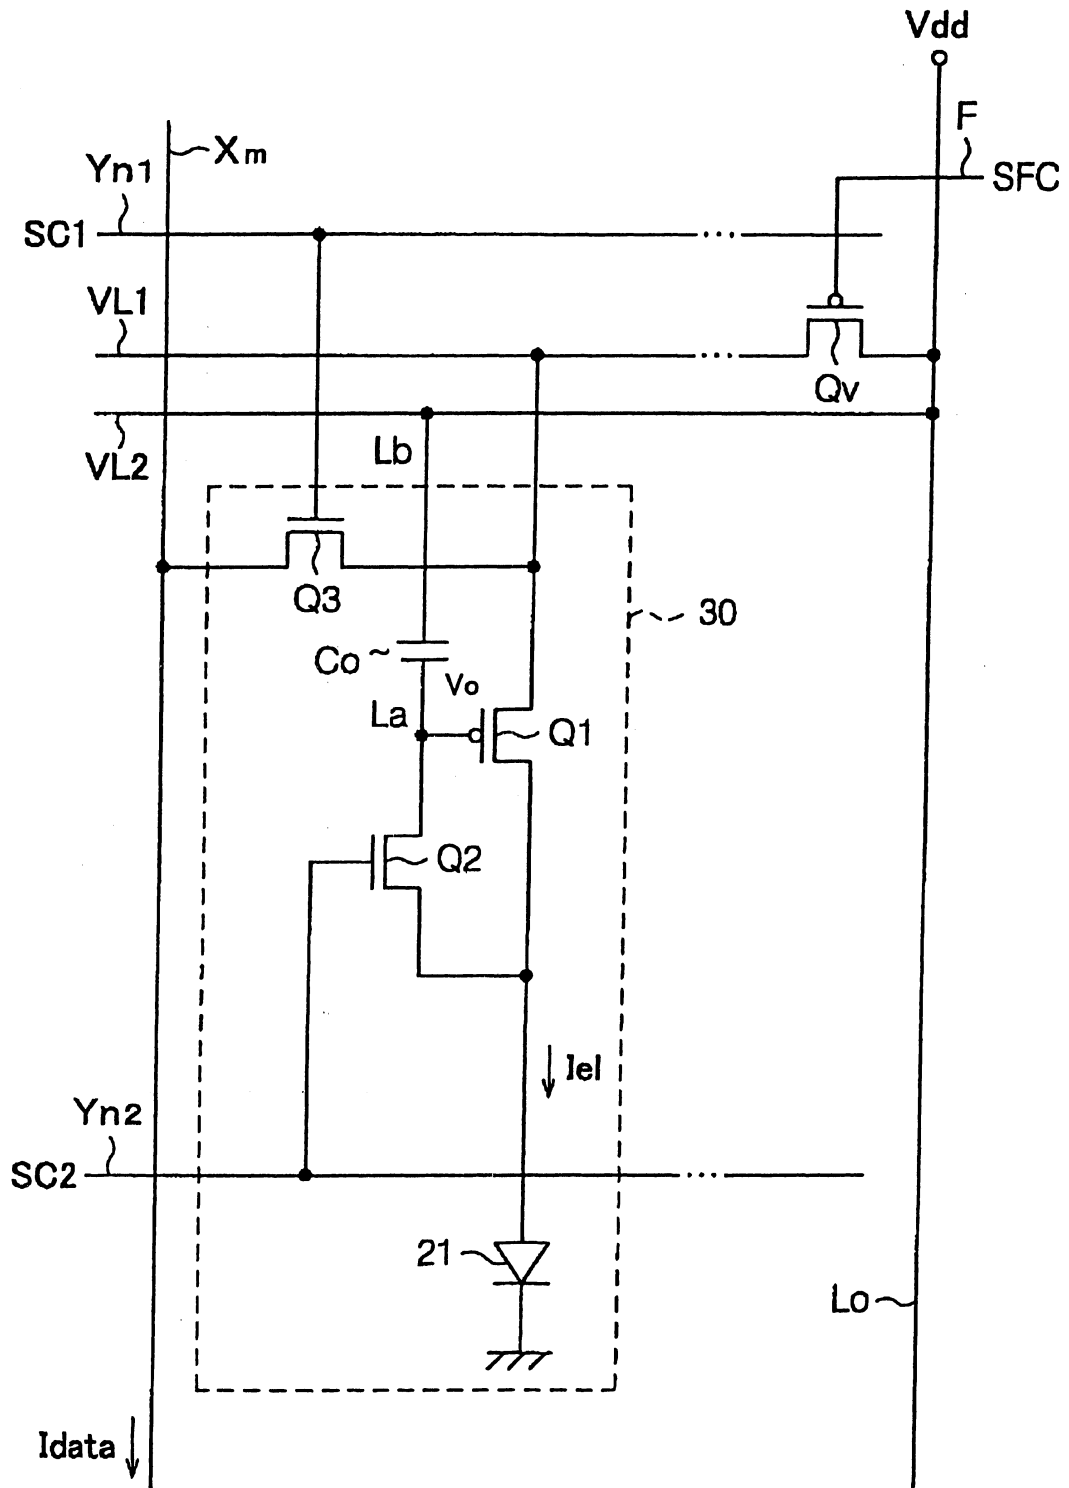 Vdd
F
Xm
Yn1
SFC
SC1
VL1
Qv
Lb
VL2
Q3
30
Co
Vo
La
Q1
Q2
Iel
Yn2
SC2
21
Lo
Idata